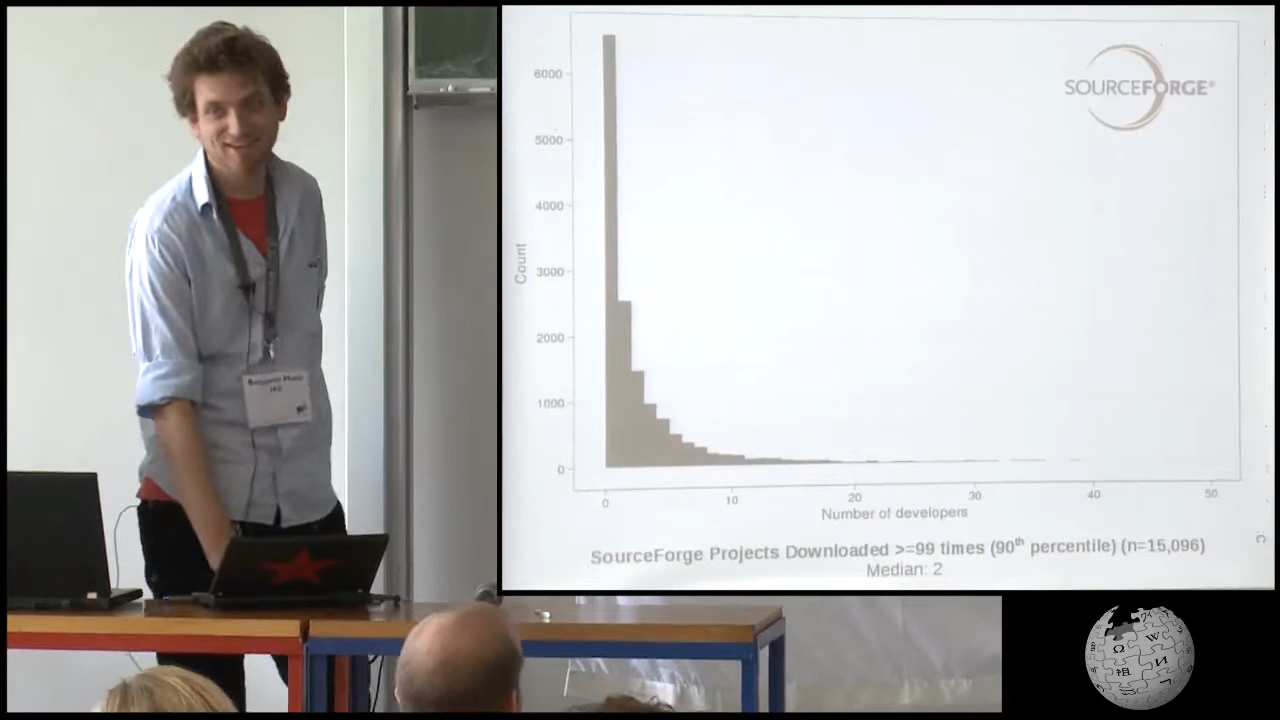 SOURCEFORGE®
6000
5000
4000
3000
2000
1000
0
Count
0 10 20 30 40 50
Number of developers
SourceForge Projects Downloaded >=99 times (90th percentile) (n=15,096)
Median: 2
Ω W
И
祖